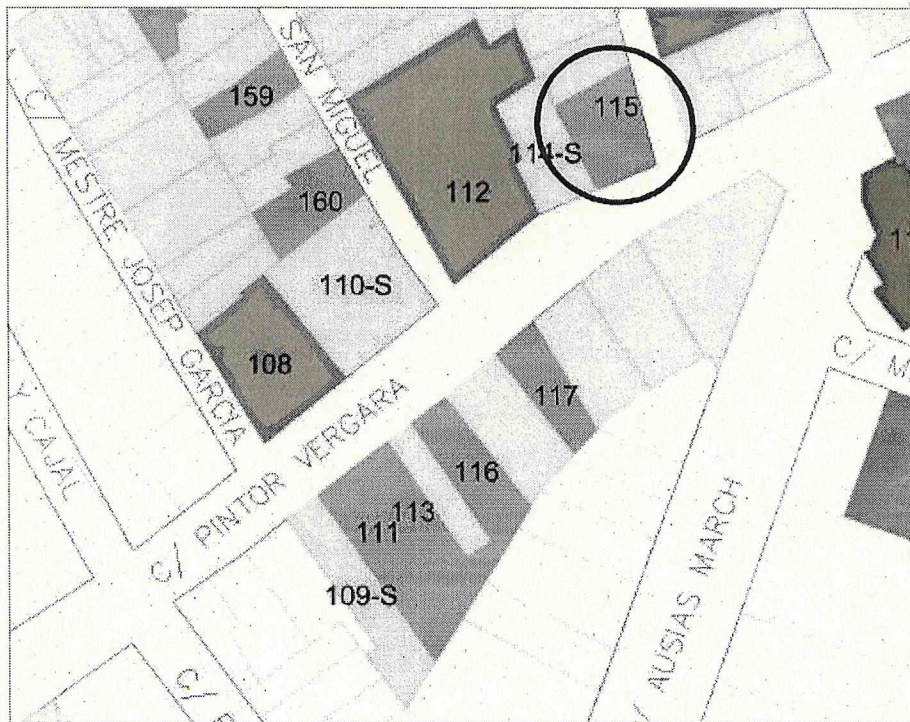 SAN MIGUEL
159
115
114-S
160
112
C/ MESTRE JOSEP GARCIA
110-S
108
117
Y CAJAL
C/ PINTOR VERGARA
116
113
111
109-S
AUSIAS MARCH
C/
C/